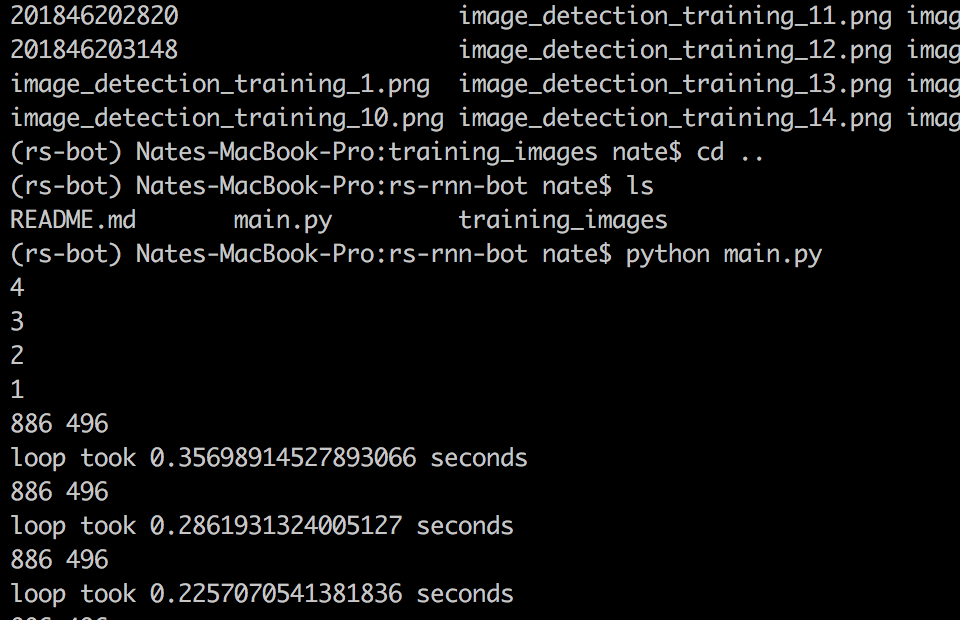 201846202820 image_detection_training_11.png imag
201846203148 image_detection_training_12.png imag
image_detection_training_1.png image_detection_training_13.png imag
image_detection_training_10.png image_detection_training_14.png imag
(rs-bot) Nates-MacBook-Pro:training_images nate$ cd ..
(rs-bot) Nates-MacBook-Pro:rs-rnn-bot nate$ ls
README.md main.py training_images
(rs-bot) Nates-MacBook-Pro:rs-rnn-bot nate$ python main.py
4
3
2
1
886 496
loop took 0.35698914527893066 seconds
886 496
loop took 0.2861931324005127 seconds
886 496
loop took 0.2257070541381836 seconds
886 496